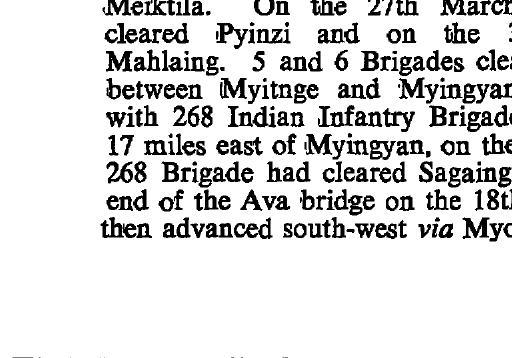 Meiktila. On the 27th March
cleared Pyinzi and on the
Mahlaing. 5 and 6 Brigades clea
between Myitnge and Myingyan
with 268 Indian Infantry Brigade
17 miles east of Myingyan, on the
268 Brigade had cleared Sagaing
end of the Ava bridge on the 18th
then advanced south-west via Myo